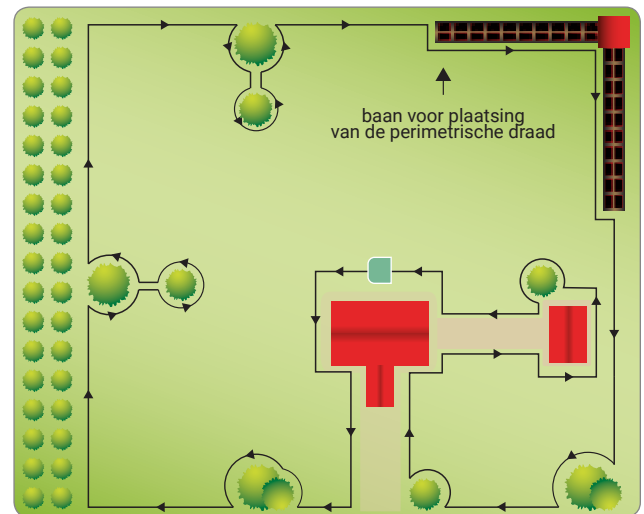 baan voor plaatsing
van de perimetrische draad